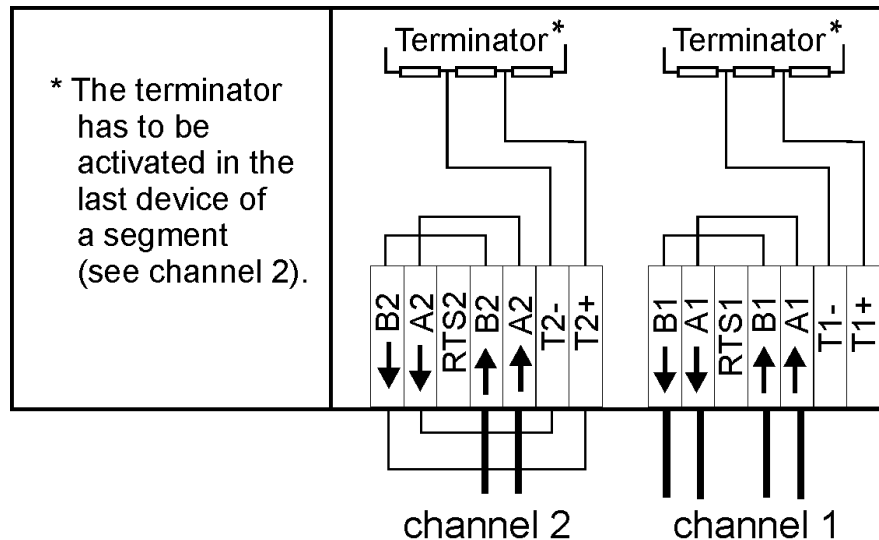 * The terminator
has to be
activated in the
last device of
a segment
(see channel 2).
Terminator*
Terminator*
B2
A2
RTS2
B2
A2
T2-
T2+
B1
A1
RTS1
B1
A1
T1-
T1+
channel 2
channel 1